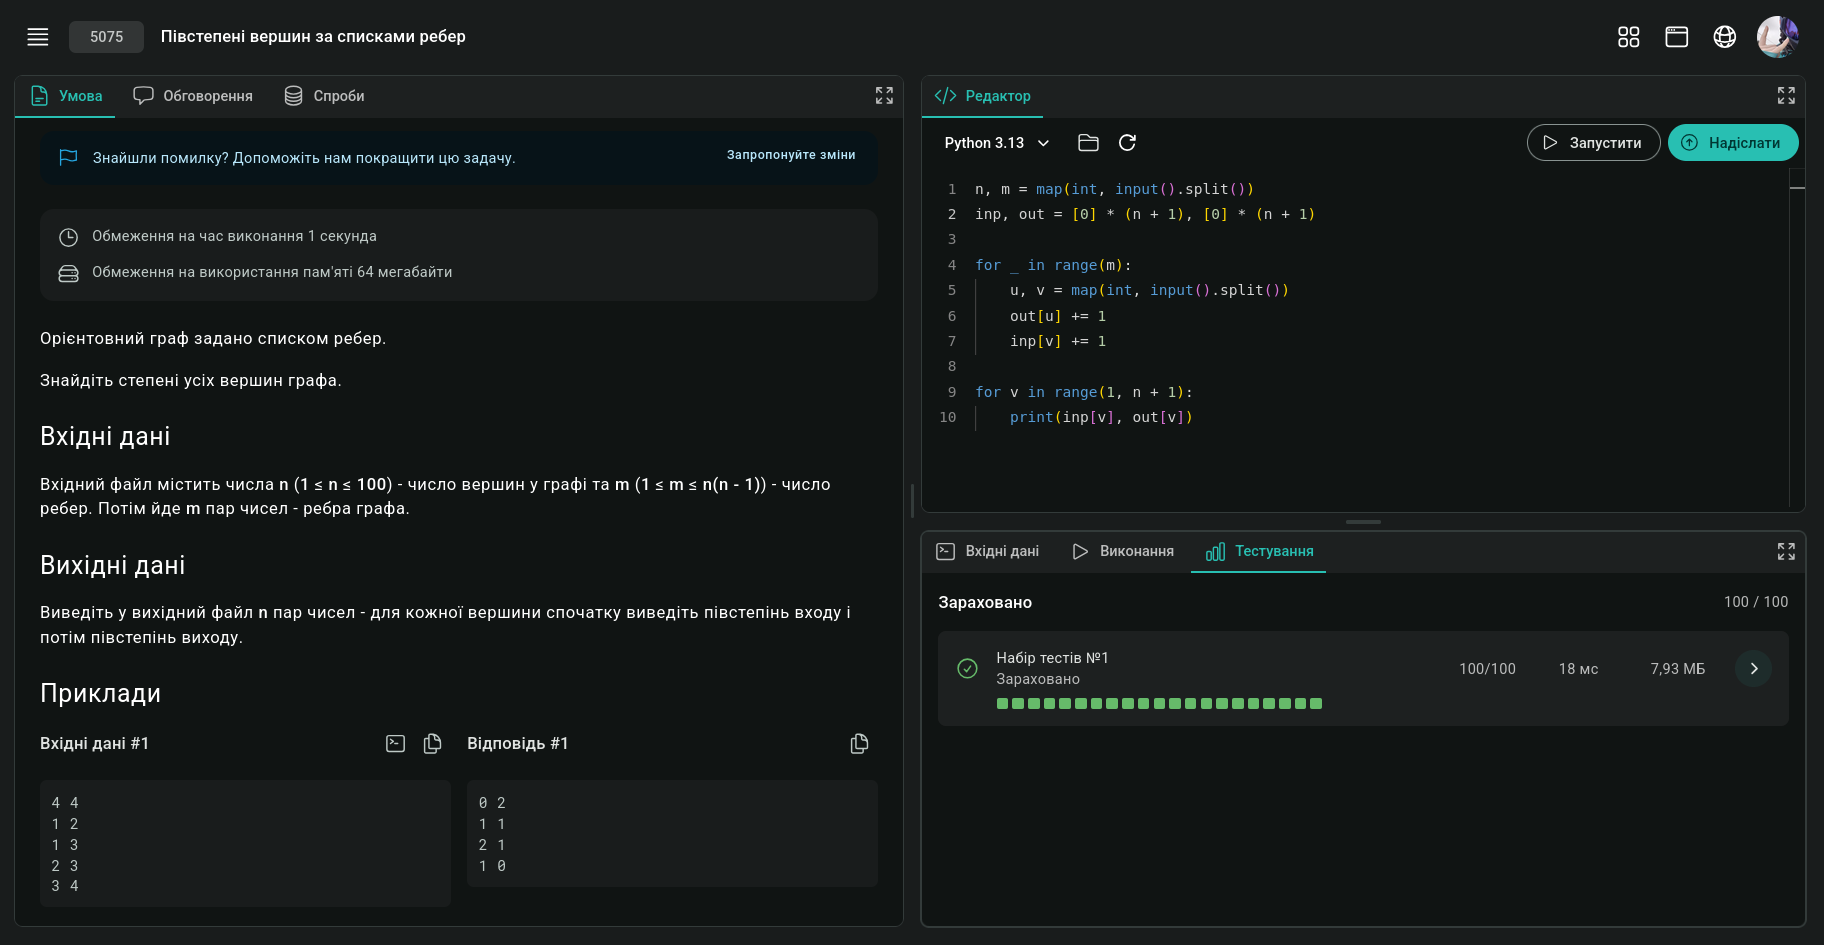 5075
Півстепені вершин за списками ребер
Умова
Обговорення
Спроби
Знайшли помилку? Допоможіть нам покращити цю задачу.
Запропонуйте зміни
Обмеження на час виконання 1 секунда
Обмеження на використання пам'яті 64 мегабайти
Орієнтовний граф задано списком ребер.
Знайдіть степені усіх вершин графа.
Вхідні дані
Вхідний файл містить числа n (1 ≤ n ≤ 100) - число вершин у графі та m (1 ≤ m ≤ n(n - 1)) - число
ребер. Потім йде m пар чисел - ребра графа.
Вихідні дані
Виведіть у вихідний файл n пар чисел - для кожної вершини спочатку виведіть півстепінь входу і
потім півстепінь виходу.
Приклади
Вхідні дані #1
4 4
1 2
1 3
2 3
3 4
Відповідь #1
0 2
1 1
2 1
1 0
Редактор
Python 3.13
Запустити
Надіслати
1 n, m = map(int, input().split())
2 inp, out = [0] * (n + 1), [0] * (n + 1)
3
4 for _ in range(m):
5     u, v = map(int, input().split())
6     out[u] += 1
7     inp[v] += 1
8
9 for v in range(1, n + 1):
10     print(inp[v], out[v])
Вхідні дані
Виконання
Тестування
Зараховано
100 / 100
Набір тестів №1
Зараховано
100/100
18 мс
7,93 МБ